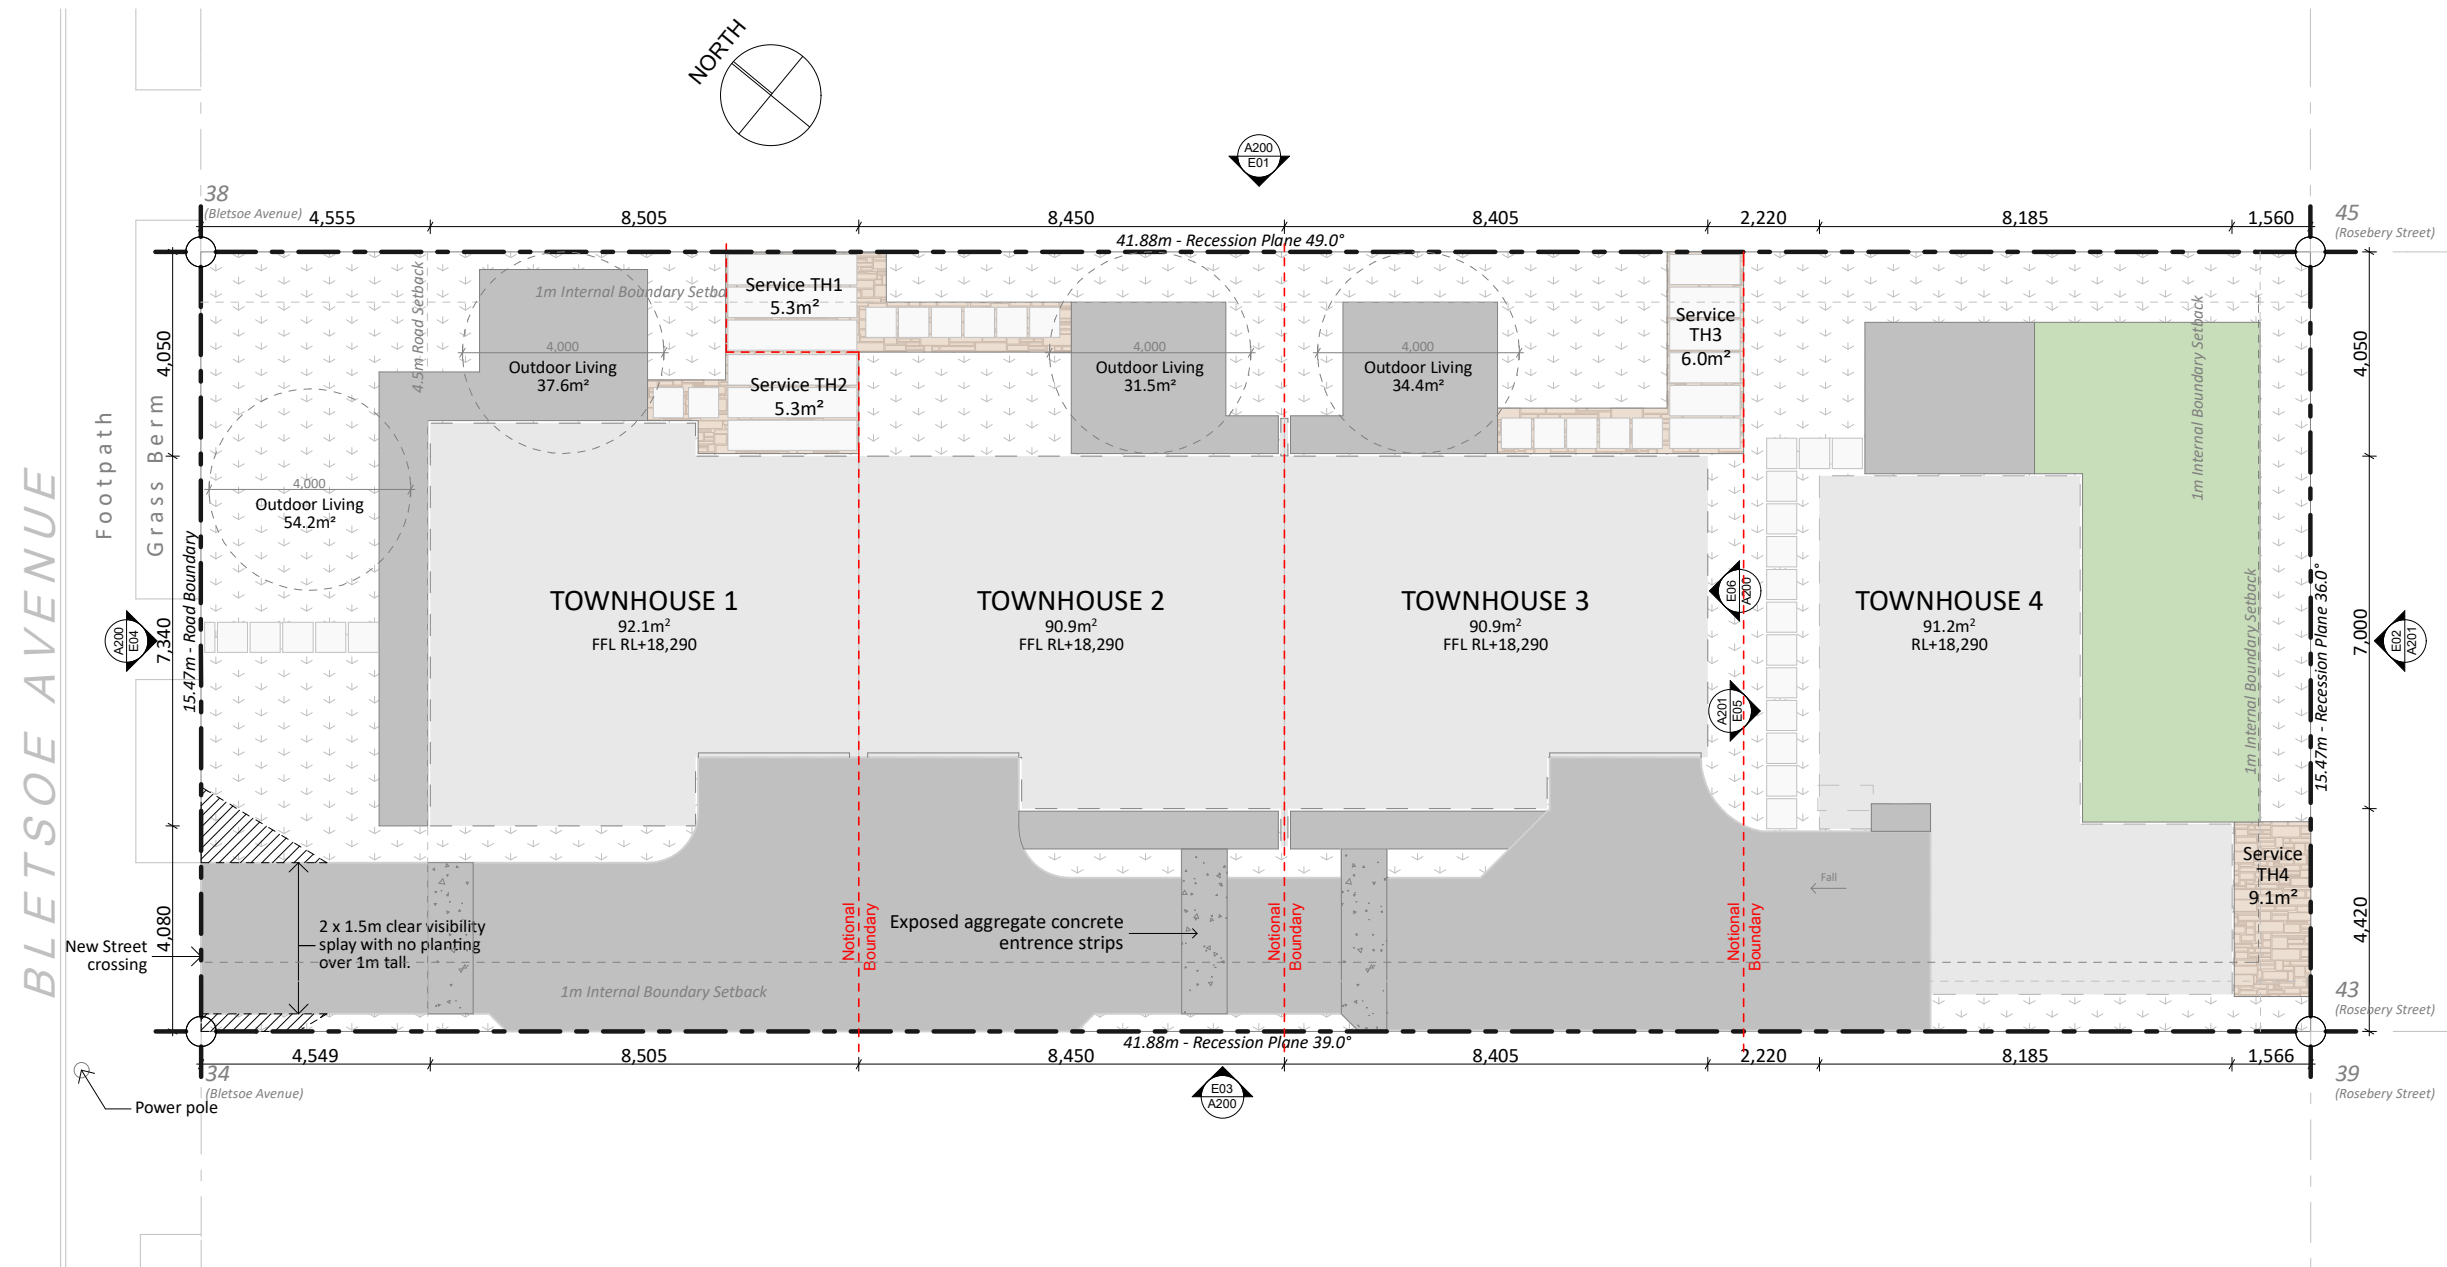 NORTH
A200
E01
38
(Bletsoe Avenue)
4,555
8,505
8,450
8,405
2,220
8,185
1,560
45
(Rosebery Street)
41.88m - Recession Plane 49.0°
4.5m Road Setback
1m Internal Boundary Setba
Service TH1
5.3m²
Service TH2
5.3m²
Service
TH3
6.0m²
4,000
Outdoor Living
37.6m²
4,000
Outdoor Living
31.5m²
4,000
Outdoor Living
34.4m²
4,000
Outdoor Living
54.2m²
4,050
7,340
4,080
4,050
7,000
4,420
1m Internal Boundary Setback
1m Internal Boundary Setback
BLETSOE AVENUE
Footpath
Grass Berm
15.47m - Road Boundary
15.47m - Recession Plane 36.0°
TOWNHOUSE 1
92.1m²
FFL RL+18,290
TOWNHOUSE 2
90.9m²
FFL RL+18,290
TOWNHOUSE 3
90.9m²
FFL RL+18,290
TOWNHOUSE 4
91.2m²
RL+18,290
A200
E04
E06
A200
A201
E05
E02
A201
Service
TH4
9.1m²
Fall
2 x 1.5m clear visibility
splay with no planting
over 1m tall.
New Street
crossing
Exposed aggregate concrete
entrence strips
Notional
Boundary
Notional
Boundary
Notional
Boundary
1m Internal Boundary Setback
43
(Rosebery Street)
41.88m - Recession Plane 39.0°
4,549
8,505
8,450
8,405
2,220
8,185
1,566
34
(Bletsoe Avenue)
39
(Rosebery Street)
Power pole
E03
A200